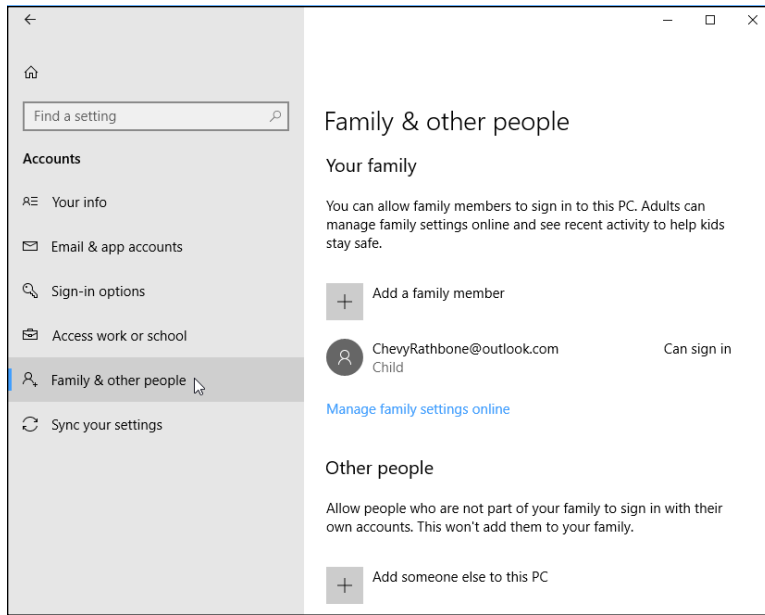 Find a setting
Accounts
Your info
Email & app accounts
Sign-in options
Access work or school
Family & other people
Sync your settings
Family & other people
Your family
You can allow family members to sign in to this PC. Adults can
manage family settings online and see recent activity to help kids
stay safe.
Add a family member
ChevyRathbone@outlook.com Can sign in
Child
Manage family settings online
Other people
Allow people who are not part of your family to sign in with their
own accounts. This won't add them to your family.
Add someone else to this PC